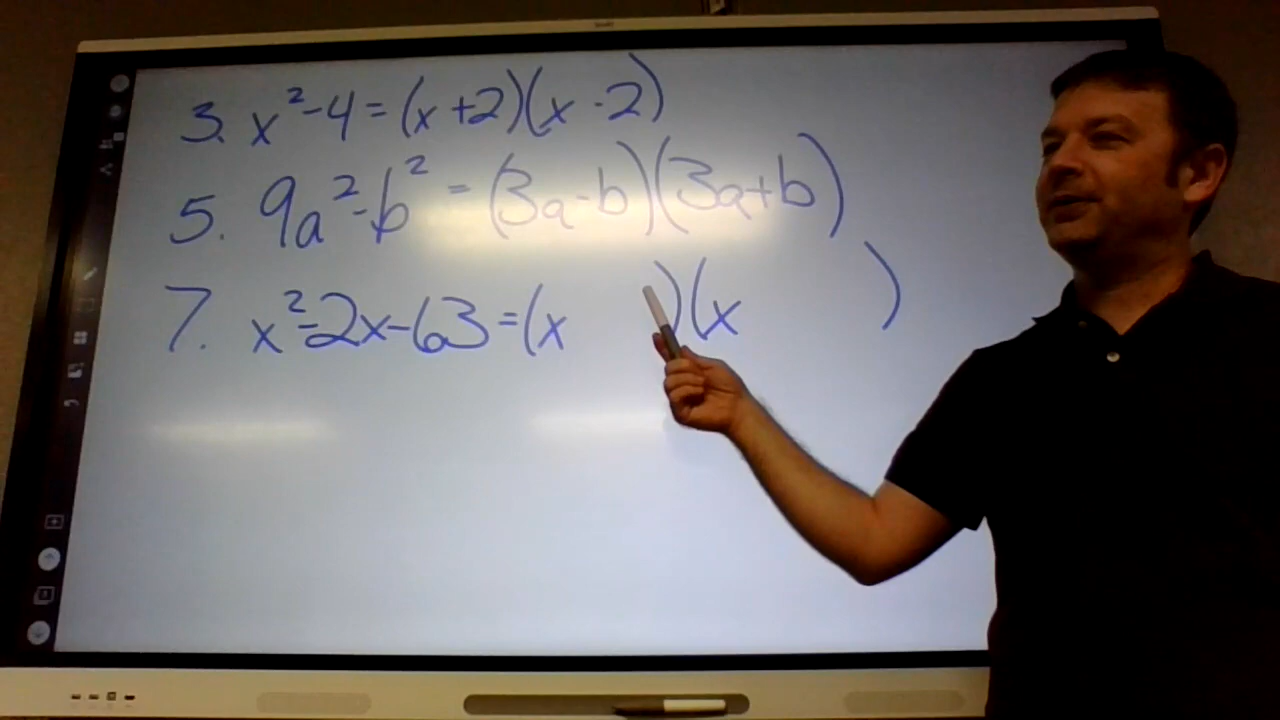 3. x²-4=(x+2)(x-2)
5. 9a²-b²=(3a-b)(3a+b)
7. x²-2x-63=(x )(x )